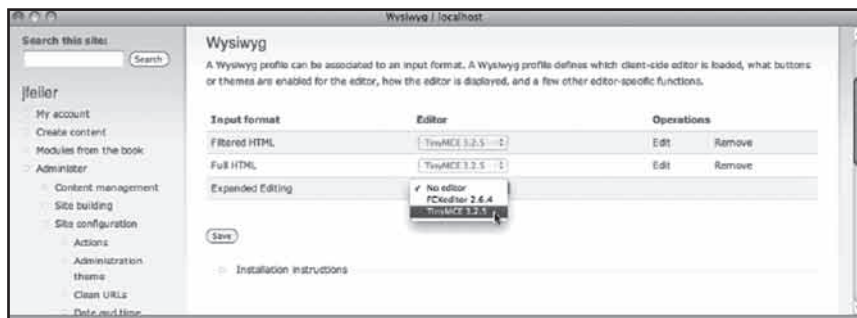 Wysiwyg | localhost
Search this site:
Search
jfeiler
My account
Create content
Modules from the book
Administer
Content management
Site building
Site configuration
Actions
Administration
theme
Clean URLs
Date and time
Wysiwyg
A Wysiwyg profile can be associated to an input format. A Wysiwyg profile defines which client-side editor is loaded, what buttons
or themes are enabled for the editor, how the editor is displayed, and a few other editor-specific functions.
Input format Editor Operations
Filtered HTML TinyMCE 3.2.5 Edit Remove
Full HTML TinyMCE 3.2.5 Edit Remove
Expanded Editing
✓ No editor
FCKeditor 2.6.4
TinyMCE 3.2.5
Save
Installation instructions